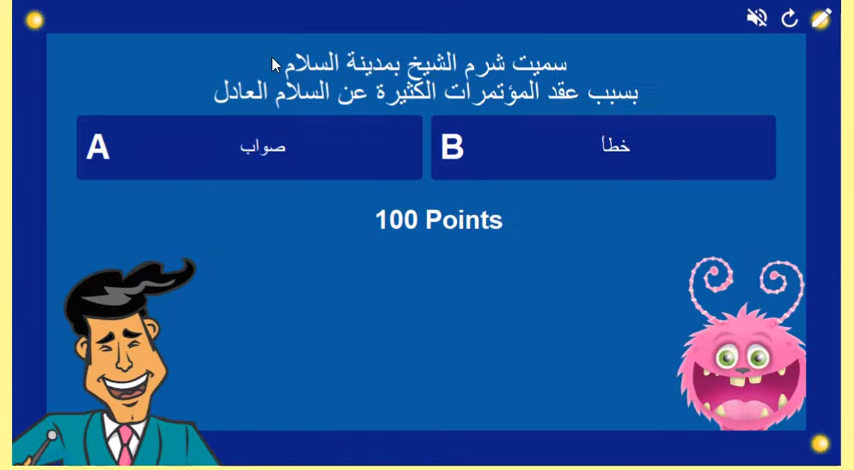 سميت شرم الشيخ بمدينة السلام
بسبب عقد المؤتمرات الكثيرة عن السلام العادل
A صواب
B خطأ
100 Points